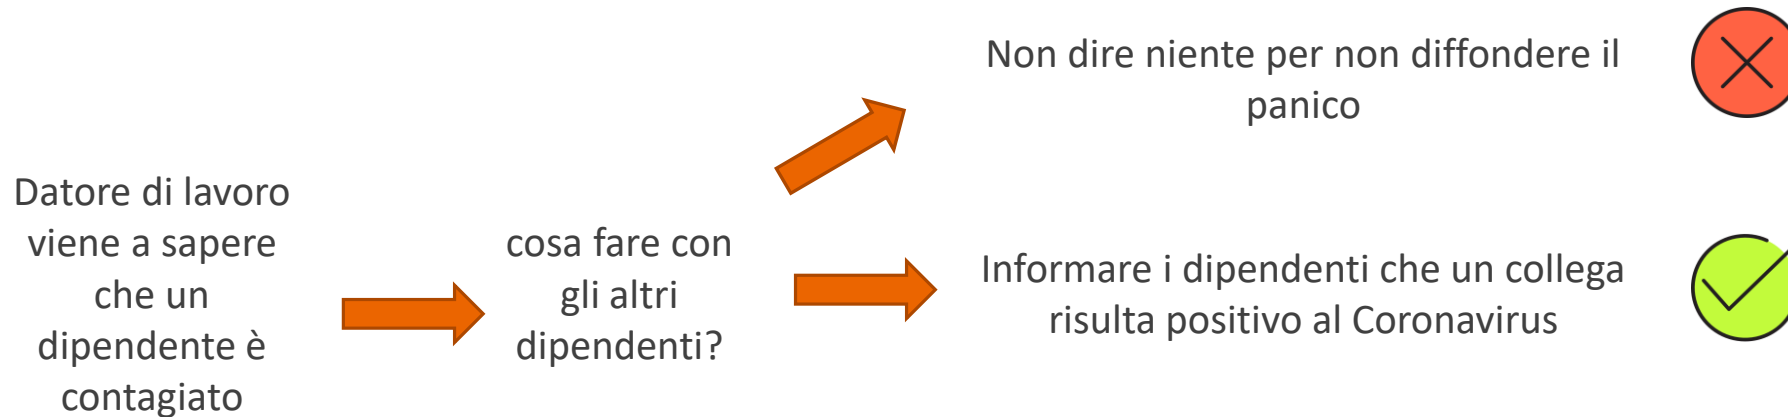 Datore di lavoro
viene a sapere
che un
dipendente è
contagiato
cosa fare con
gli altri
dipendenti?
Non dire niente per non diffondere il
panico
Informare i dipendenti che un collega
risulta positivo al Coronavirus